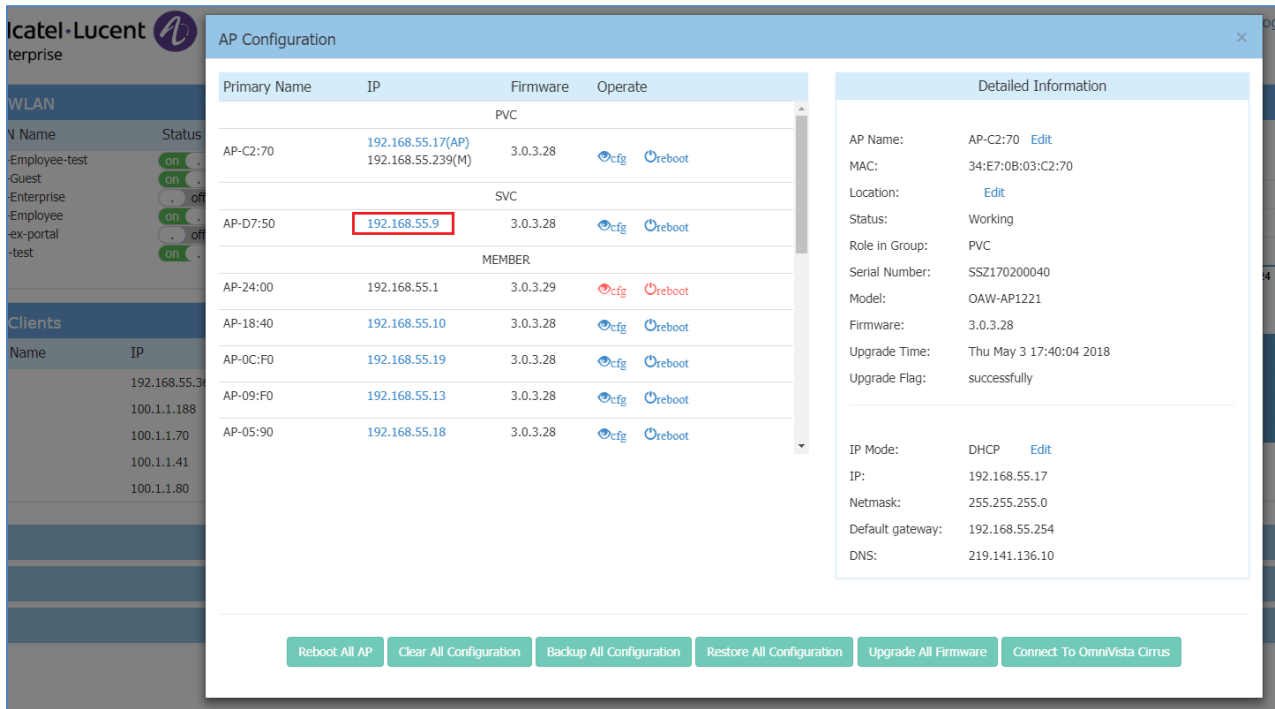 lcatel·Lucent
terprise
WLAN
N Name Status
-Employee-test on
-Guest on
-Enterprise off
-Employee on
-ex-portal off
-test on
Clients
Name IP
192.168.55.36
100.1.1.188
100.1.1.70
100.1.1.41
100.1.1.80
AP Configuration ×
Primary Name IP Firmware Operate
PVC
AP-C2:70 192.168.55.17(AP) 3.0.3.28 cfg reboot
192.168.55.239(M)
SVC
AP-D7:50 192.168.55.9 3.0.3.28 cfg reboot
MEMBER
AP-24:00 192.168.55.1 3.0.3.29 cfg reboot
AP-18:40 192.168.55.10 3.0.3.28 cfg reboot
AP-0C:F0 192.168.55.19 3.0.3.28 cfg reboot
AP-09:F0 192.168.55.13 3.0.3.28 cfg reboot
AP-05:90 192.168.55.18 3.0.3.28 cfg reboot
Detailed Information
AP Name: AP-C2:70 Edit
MAC: 34:E7:0B:03:C2:70
Location: Edit
Status: Working
Role in Group: PVC
Serial Number: SSZ170200040
Model: OAW-AP1221
Firmware: 3.0.3.28
Upgrade Time: Thu May 3 17:40:04 2018
Upgrade Flag: successfully
IP Mode: DHCP Edit
IP: 192.168.55.17
Netmask: 255.255.255.0
Default gateway: 192.168.55.254
DNS: 219.141.136.10
Reboot All AP Clear All Configuration Backup All Configuration Restore All Configuration Upgrade All Firmware Connect To OmniVista Cirrus